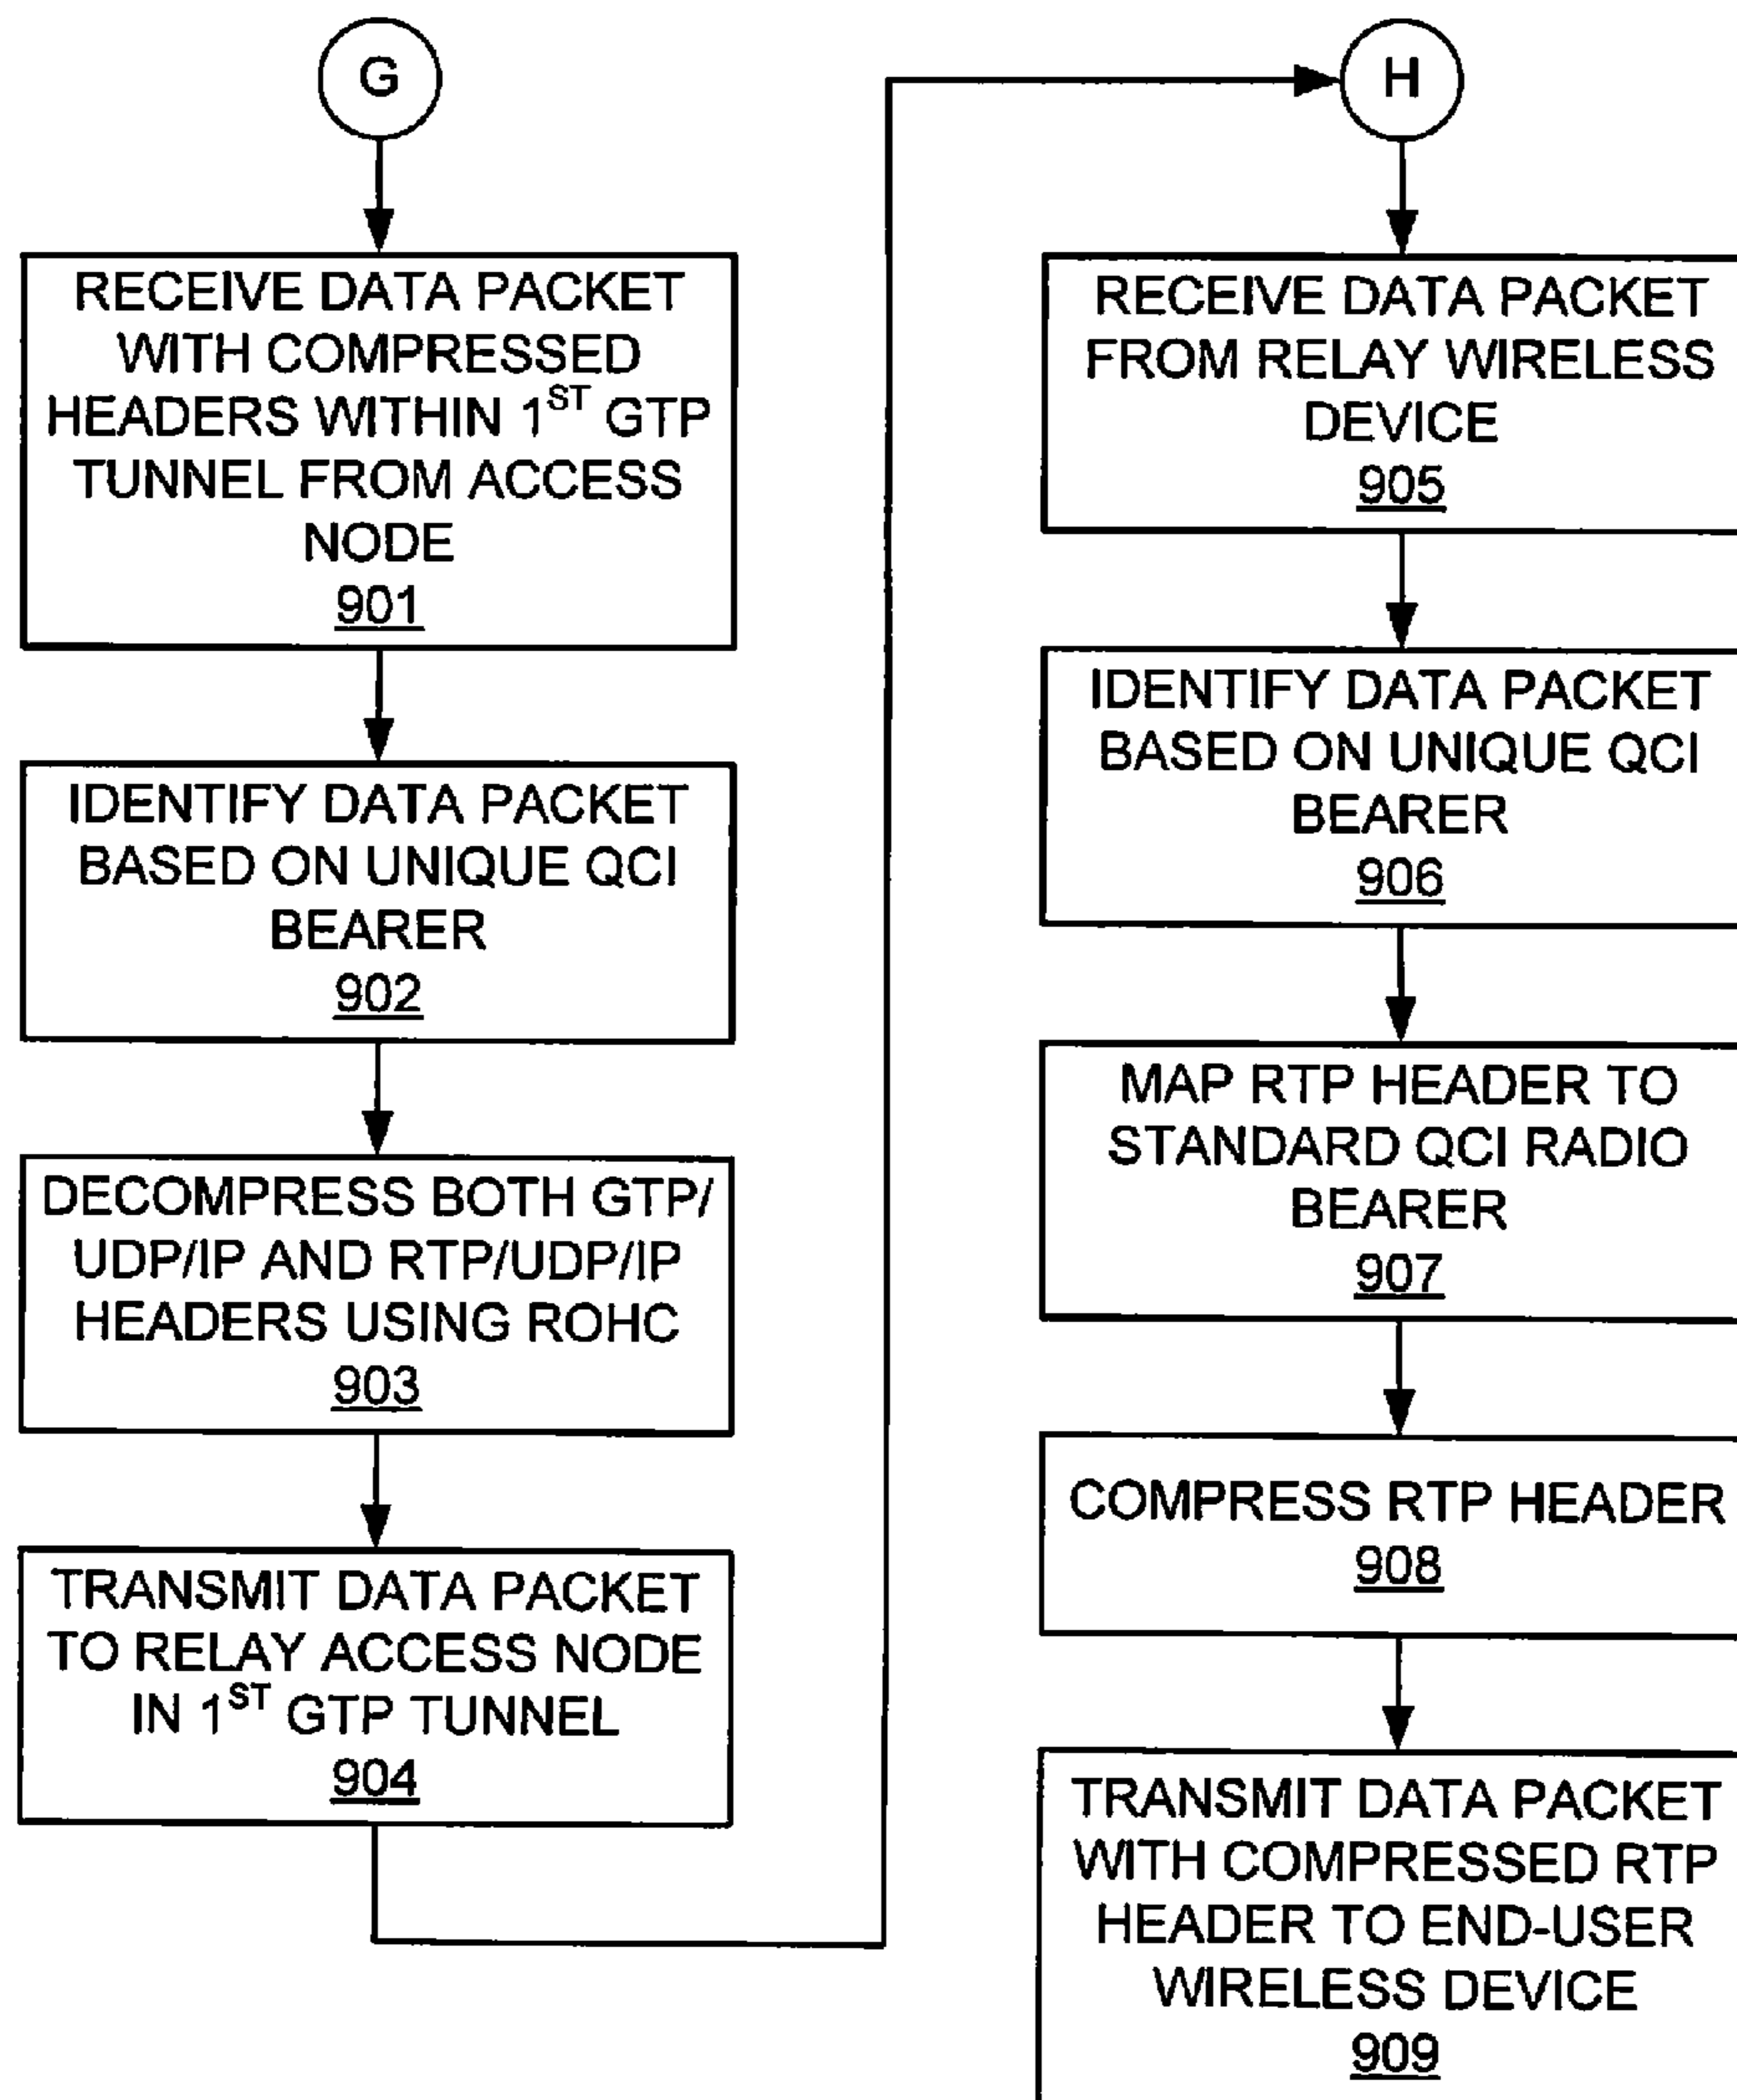 G
RECEIVE DATA PACKET
WITH COMPRESSED
HEADERS WITHIN 1ST GTP
TUNNEL FROM ACCESS
NODE
901
IDENTIFY DATA PACKET
BASED ON UNIQUE QCI
BEARER
902
DECOMPRESS BOTH GTP/
UDP/IP AND RTP/UDP/IP
HEADERS USING ROHC
903
TRANSMIT DATA PACKET
TO RELAY ACCESS NODE
IN 1ST GTP TUNNEL
904
H
RECEIVE DATA PACKET
FROM RELAY WIRELESS
DEVICE
905
IDENTIFY DATA PACKET
BASED ON UNIQUE QCI
BEARER
906
MAP RTP HEADER TO
STANDARD QCI RADIO
BEARER
907
COMPRESS RTP HEADER
908
TRANSMIT DATA PACKET
WITH COMPRESSED RTP
HEADER TO END-USER
WIRELESS DEVICE
909